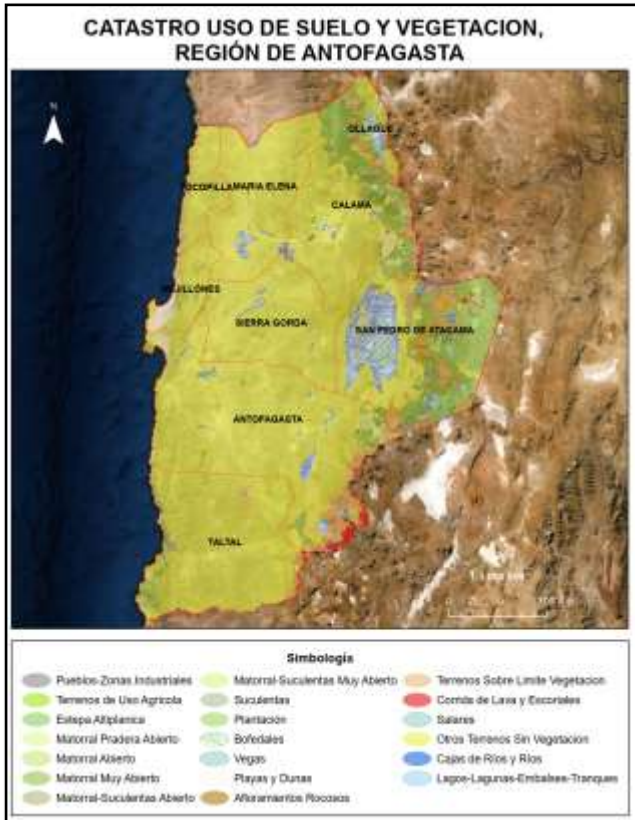 CATASTRO USO DE SUELO Y VEGETACION,
REGIÓN DE ANTOFAGASTA
N
OLLAGUE
TOCOPILLA MARIA ELENA
CALAMA
MEJILLONES
SIERRA GORDA
SAN PEDRO DE ATACAMA
ANTOFAGASTA
TALTAL
Simbología
Pueblos-Zonas Industriales
Terrenos de Uso Agrícola
Estepa Altiplanica
Matorral Pradera Abierto
Matorral Abierto
Matorral Muy Abierto
Matorral-Suculentas Abierto
Matorral-Suculentas Muy Abierto
Suculentas
Plantación
Bofedales
Vegas
Playas y Dunas
Afloramientos Rocosos
Terrenos Sobre Limite Vegetacion
Corrida de Lava y Escoriales
Salares
Otros Terrenos Sin Vegetacion
Cajas de Ríos y Ríos
Lagos-Lagunas-Embalses-Tranques